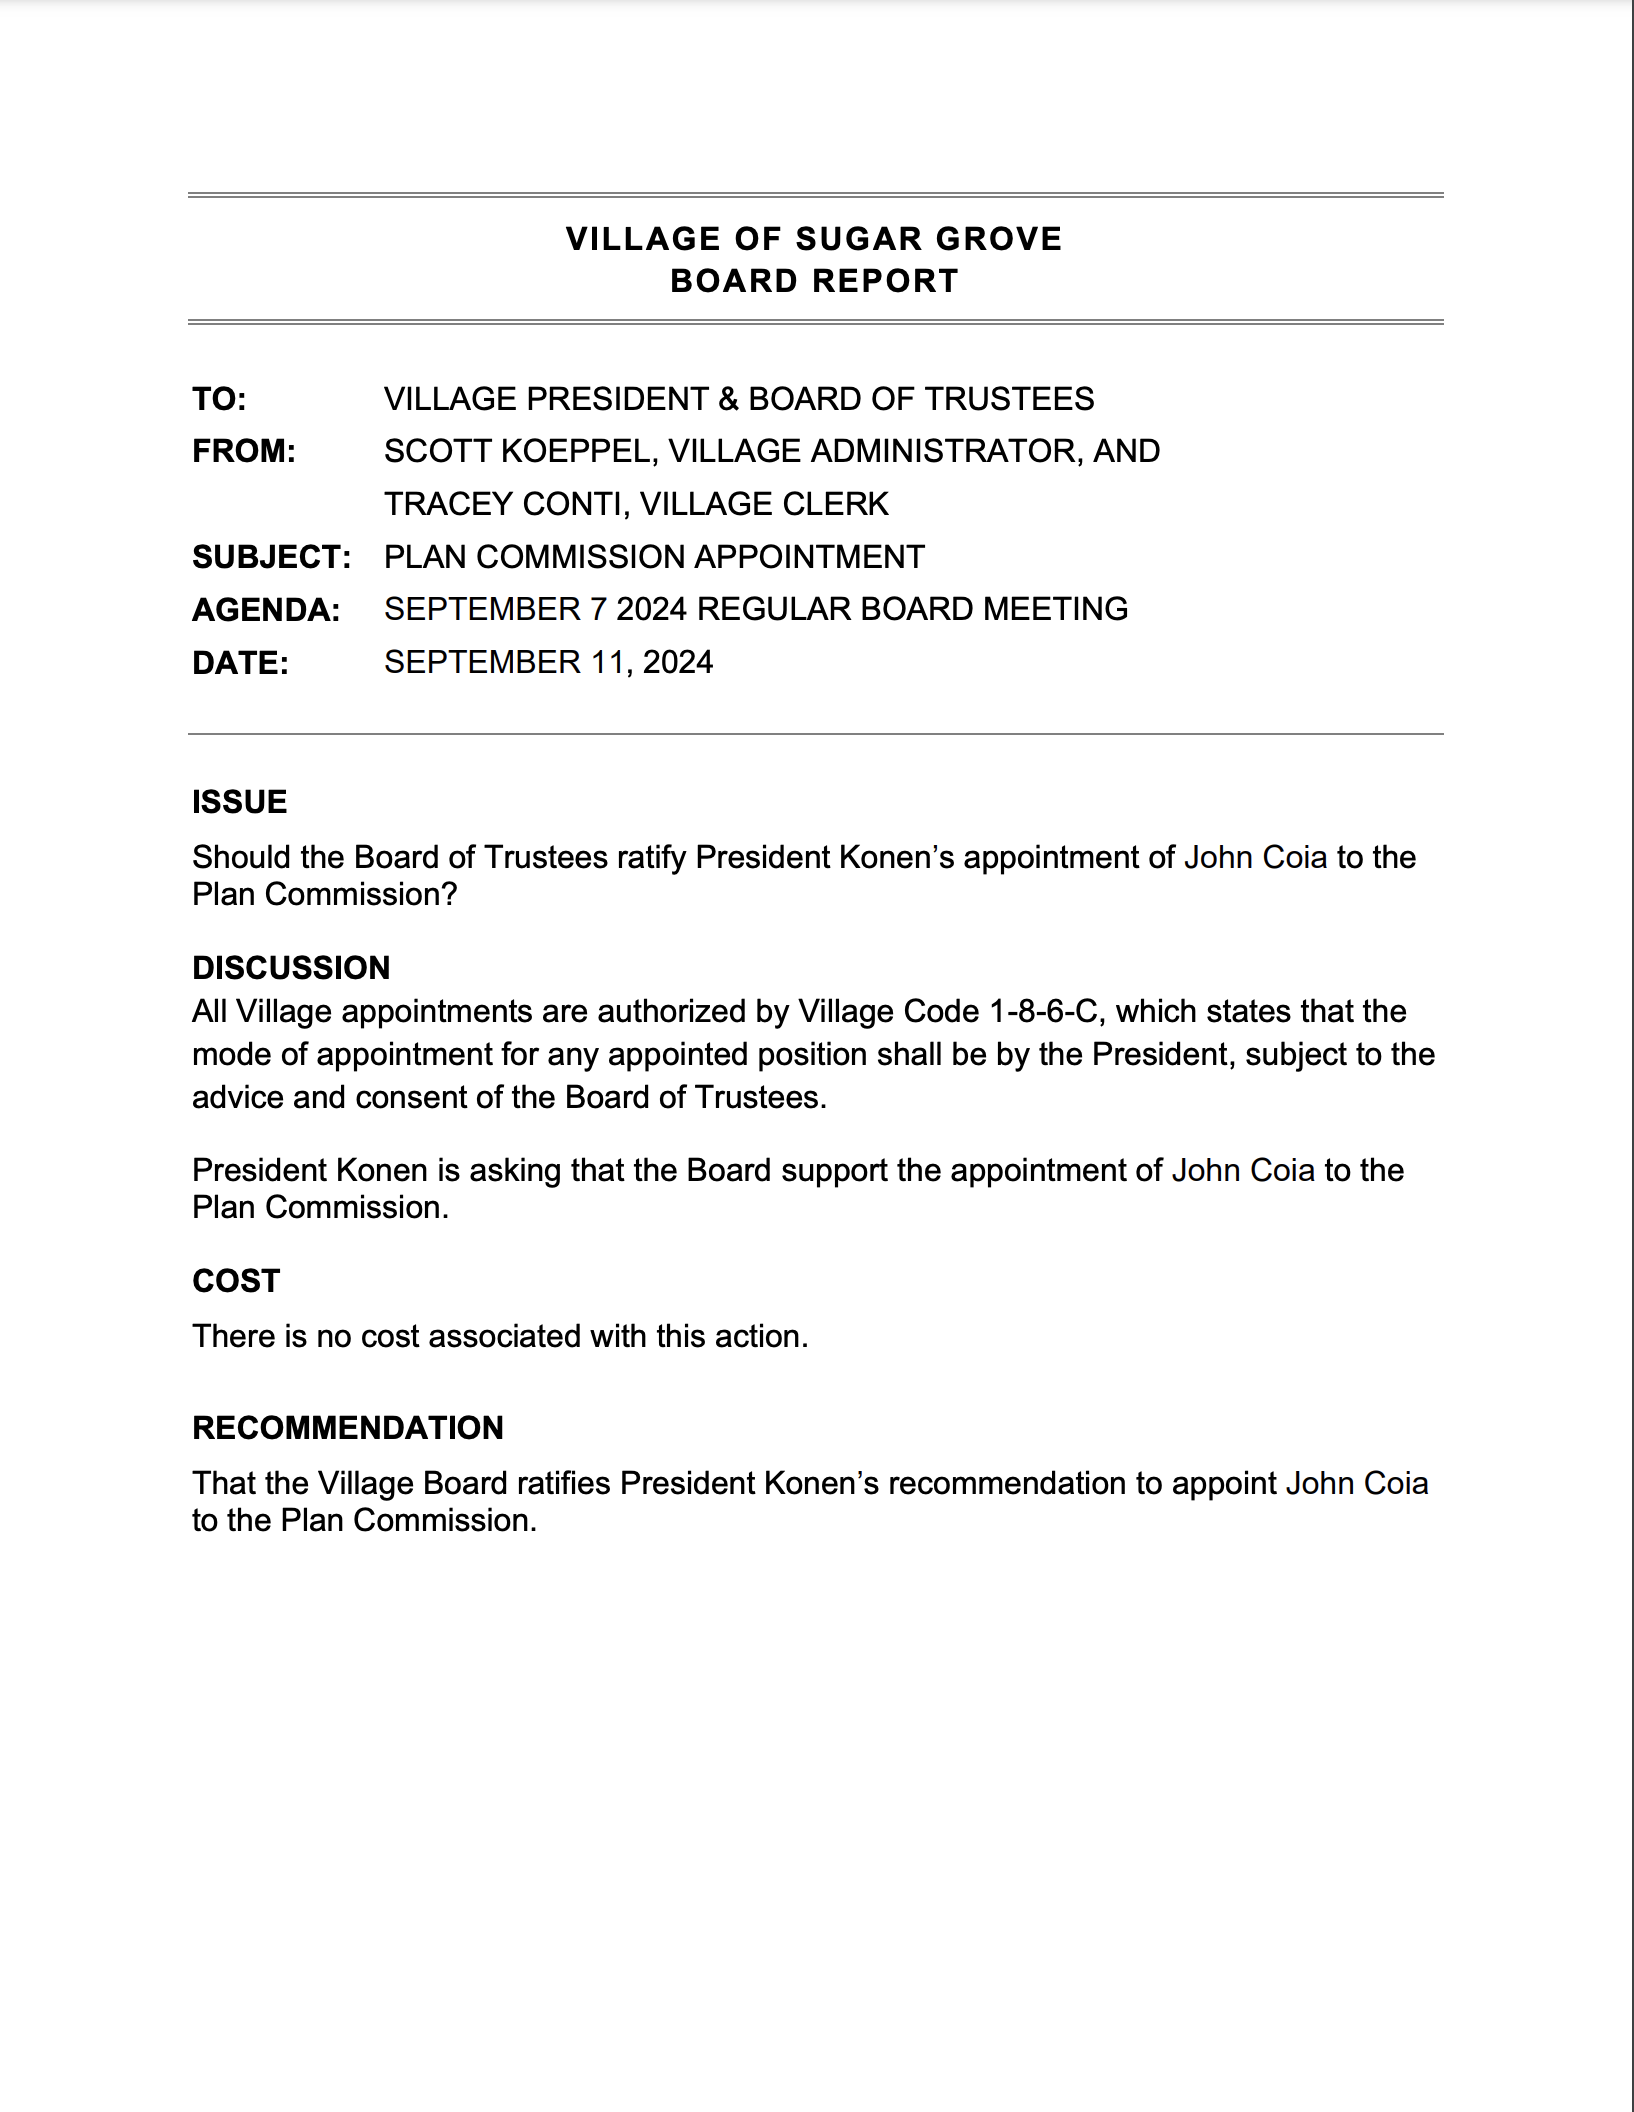 VILLAGE OF SUGAR GROVE
BOARD REPORT
TO: VILLAGE PRESIDENT & BOARD OF TRUSTEES
FROM: SCOTT KOEPPEL, VILLAGE ADMINISTRATOR, AND
TRACEY CONTI, VILLAGE CLERK
SUBJECT: PLAN COMMISSION APPOINTMENT
AGENDA: SEPTEMBER 7 2024 REGULAR BOARD MEETING
DATE: SEPTEMBER 11, 2024
ISSUE
Should the Board of Trustees ratify President Konen’s appointment of John Coia to the
Plan Commission?
DISCUSSION
All Village appointments are authorized by Village Code 1-8-6-C, which states that the
mode of appointment for any appointed position shall be by the President, subject to the
advice and consent of the Board of Trustees.
President Konen is asking that the Board support the appointment of John Coia to the
Plan Commission.
COST
There is no cost associated with this action.
RECOMMENDATION
That the Village Board ratifies President Konen’s recommendation to appoint John Coia
to the Plan Commission.